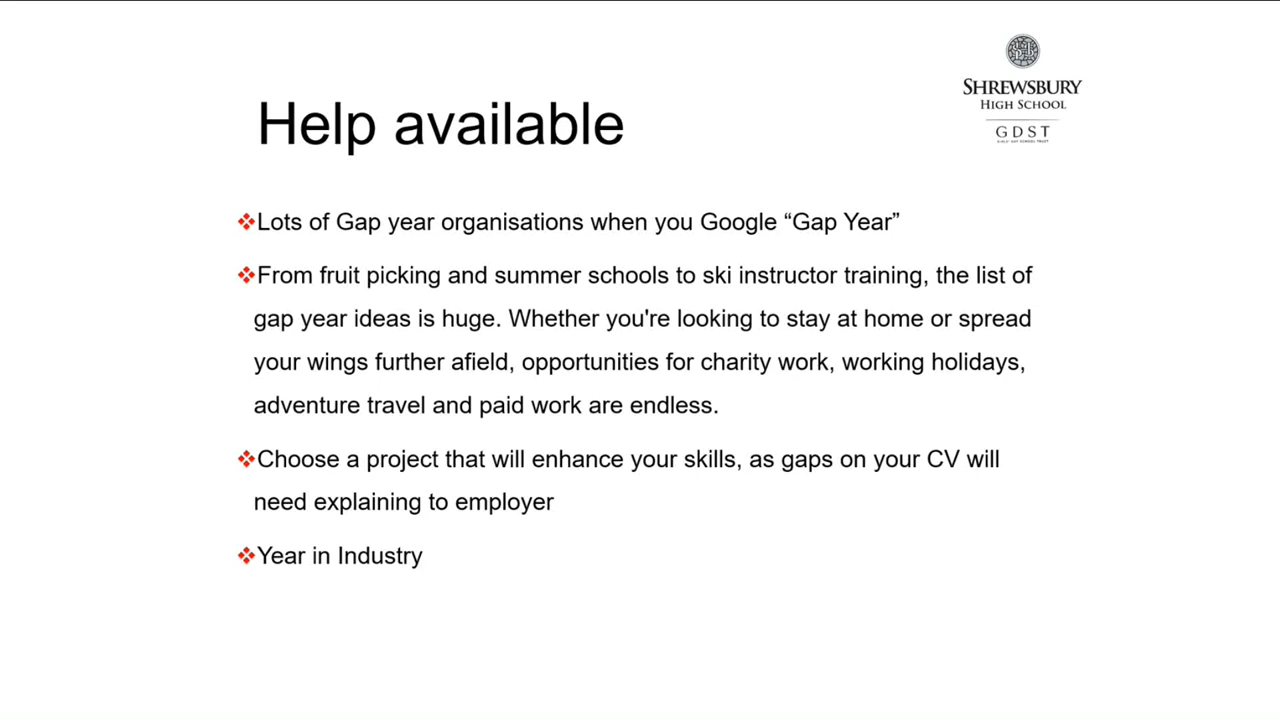 SHREWSBURY
HIGH SCHOOL
GDST
GIRLS' DAY SCHOOL TRUST
Help available
Lots of Gap year organisations when you Google “Gap Year”
From fruit picking and summer schools to ski instructor training, the list of
gap year ideas is huge. Whether you're looking to stay at home or spread
your wings further afield, opportunities for charity work, working holidays,
adventure travel and paid work are endless.
Choose a project that will enhance your skills, as gaps on your CV will
need explaining to employer
Year in Industry